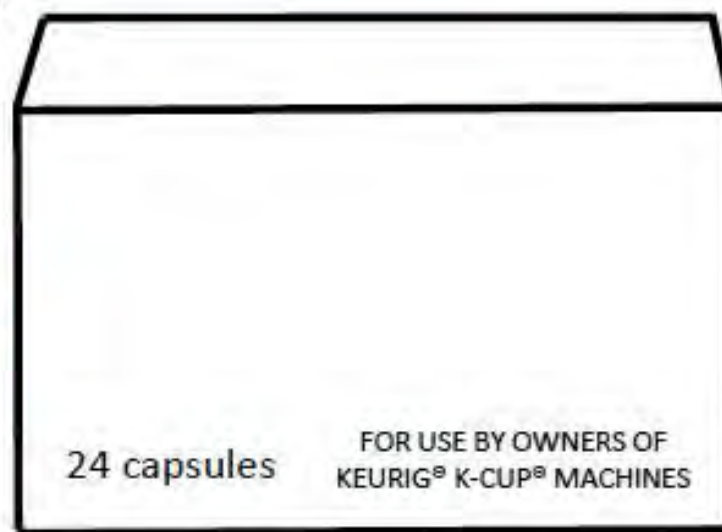 24 capsules
FOR USE BY OWNERS OF
KEURIG® K-CUP® MACHINES